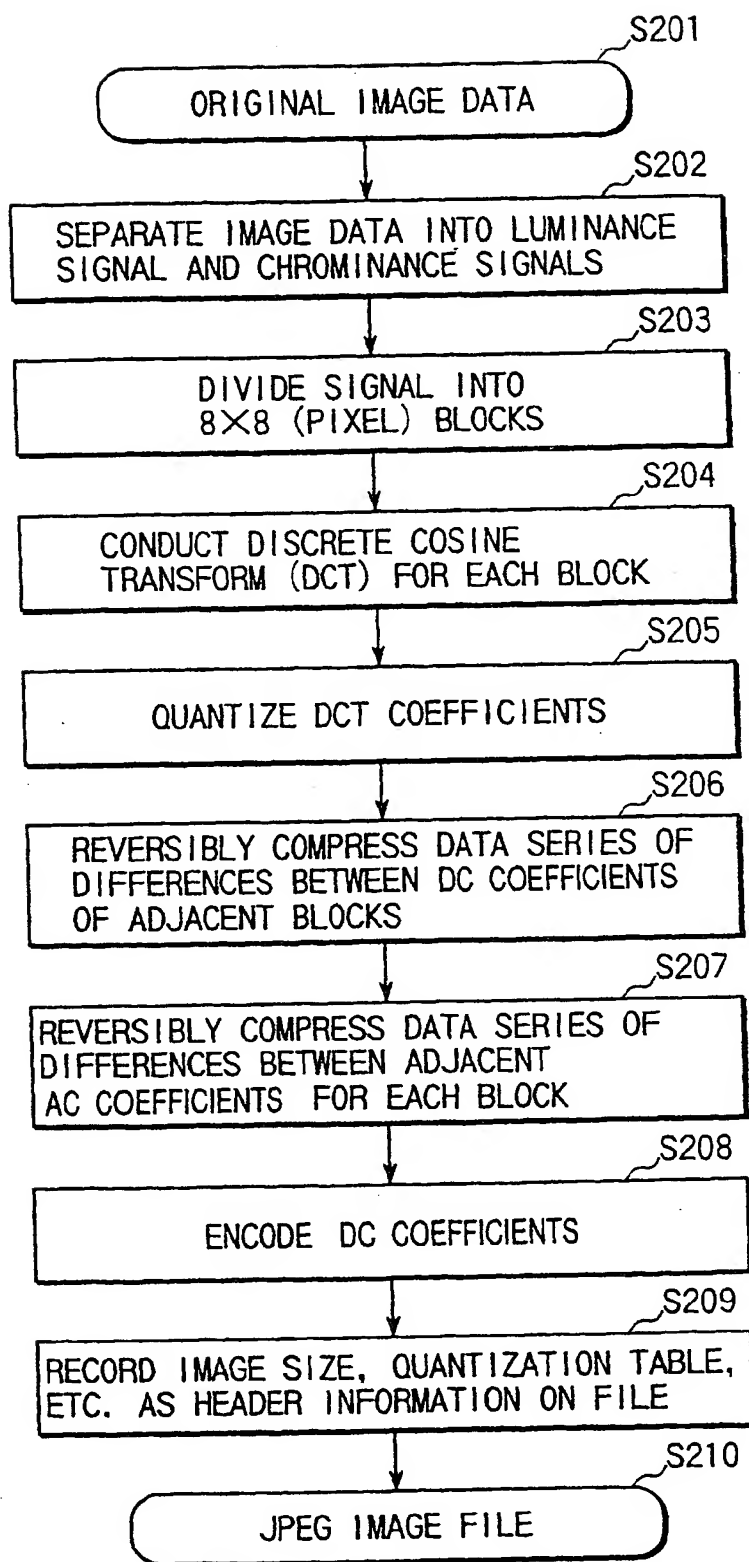 S201
ORIGINAL IMAGE DATA
S202
SEPARATE IMAGE DATA INTO LUMINANCE
SIGNAL AND CHROMINANCE SIGNALS
S203
DIVIDE SIGNAL INTO
8×8 (PIXEL) BLOCKS
S204
CONDUCT DISCRETE COSINE
TRANSFORM (DCT) FOR EACH BLOCK
S205
QUANTIZE DCT COEFFICIENTS
S206
REVERSIBLY COMPRESS DATA SERIES OF
DIFFERENCES BETWEEN DC COEFFICIENTS
OF ADJACENT BLOCKS
S207
REVERSIBLY COMPRESS DATA SERIES OF
DIFFERENCES BETWEEN ADJACENT
AC COEFFICIENTS FOR EACH BLOCK
S208
ENCODE DC COEFFICIENTS
S209
RECORD IMAGE SIZE, QUANTIZATION TABLE,
ETC. AS HEADER INFORMATION ON FILE
S210
JPEG IMAGE FILE